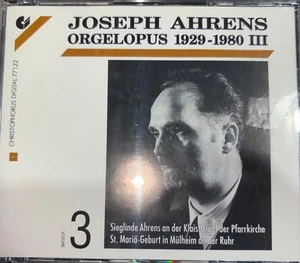 JOSEPH AHRENS
ORGELOPUS 1929-1980 III
CHRISTOPHORUS DIGITAL 77122
VOLUME 3
Sieglinde Ahrens an der Klais-Orgel der Pfarrkirche
St. Mariä-Geburt in Mülheim an der Ruhr